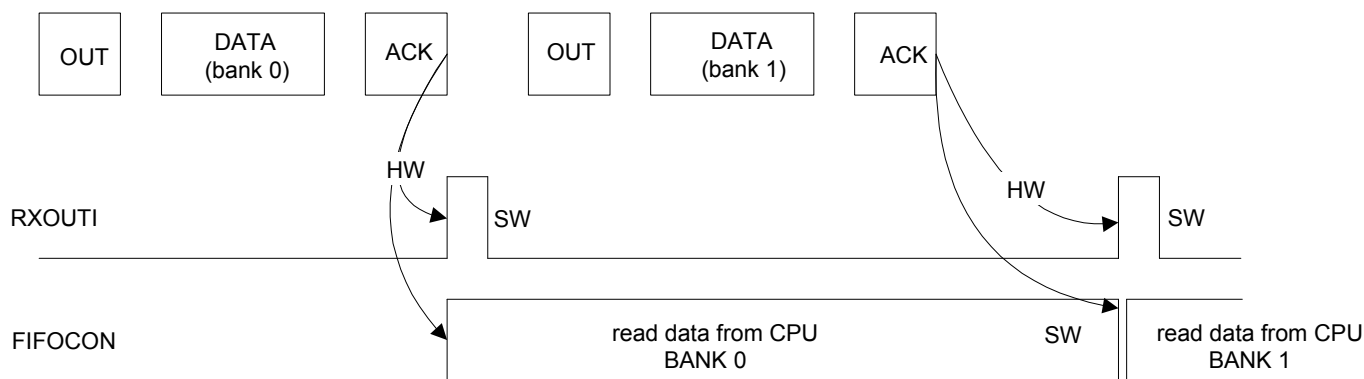 OUT
DATA
(bank 0)
ACK
OUT
DATA
(bank 1)
ACK
HW
HW
RXOUTI
SW
SW
FIFOCON
read data from CPU
BANK 0
SW
read data from CPU
BANK 1